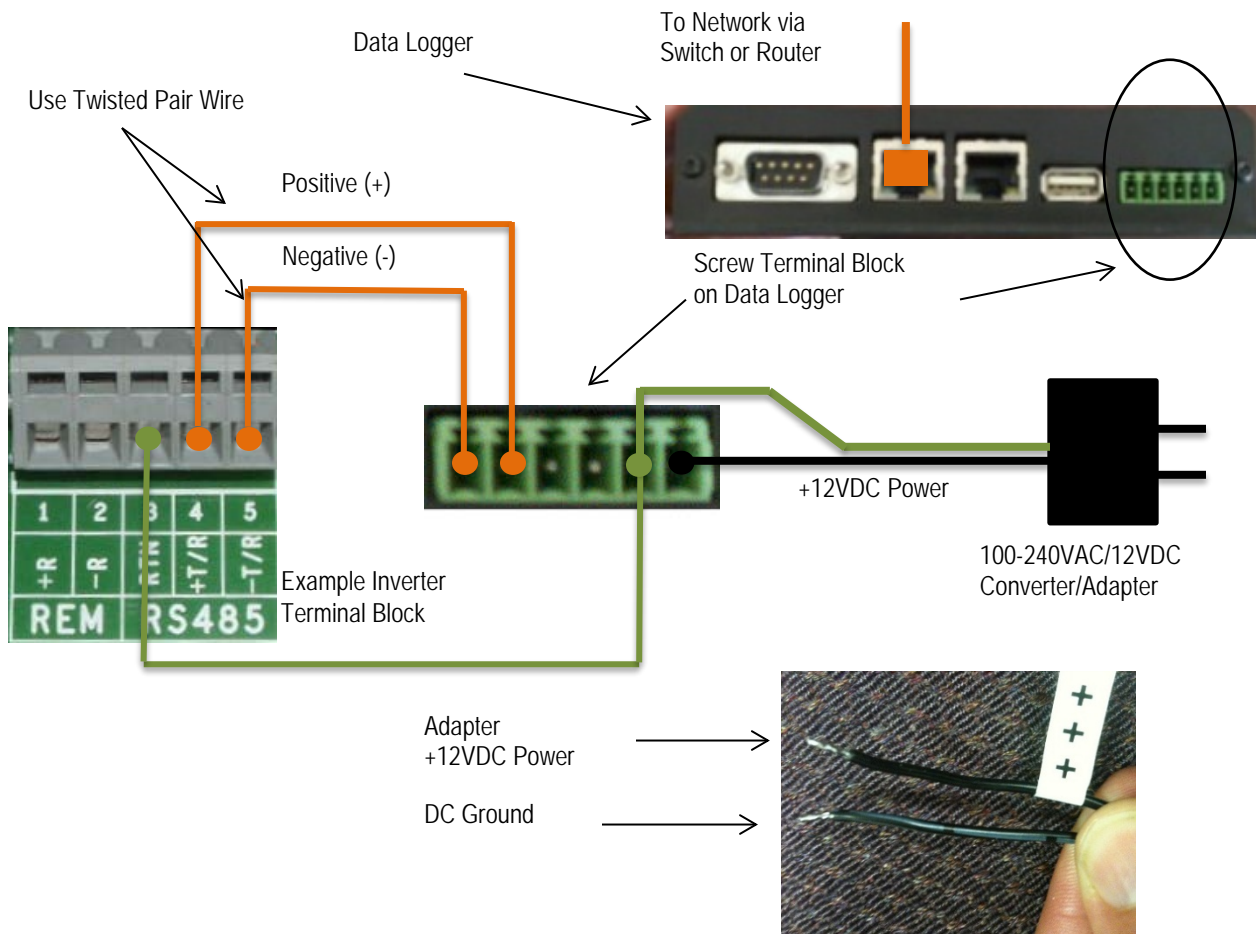 To Network via
Switch or Router
Data Logger
Use Twisted Pair Wire
Positive (+)
Negative (-)
Screw Terminal Block
on Data Logger
+12VDC Power
100-240VAC/12VDC
Converter/Adapter
1 2 3 4 5
+R -R RTN +T/R -T/R
REM RS485
Example Inverter
Terminal Block
Adapter
+12VDC Power
DC Ground
+ + +